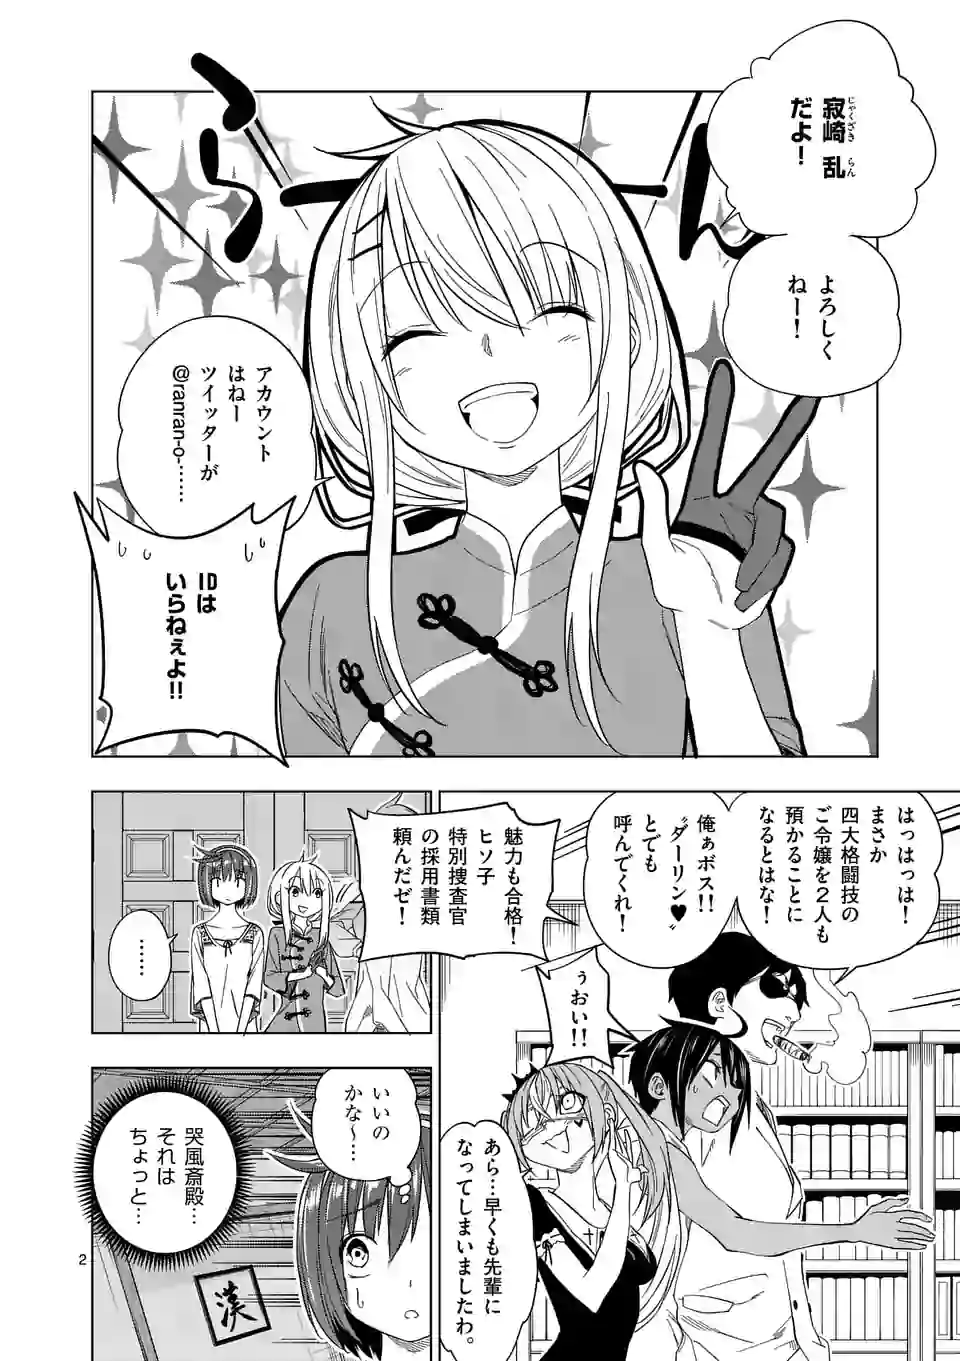 寂崎 乱
だよ！
よろしく
ねー！
アカウント
はねー
ツイッターが
@ranran-o-……
IDは
いらねぇよ!!
はっはっは！
まさか
四大格闘技の
ご令嬢を2人も
預かることに
なるとはな！
俺ぁボス!!
〝ダーリン♥〟
とでも
呼んでくれ！
魅力も合格！
ヒソ子
特別捜査官
の採用書類
頼んだゼ！
……
ぅおい!!
あら…早くも先輩に
なってしまいましたわ。
いいの
かな〜…
哭風斎殿…
それは
ちょっと…
漢
2